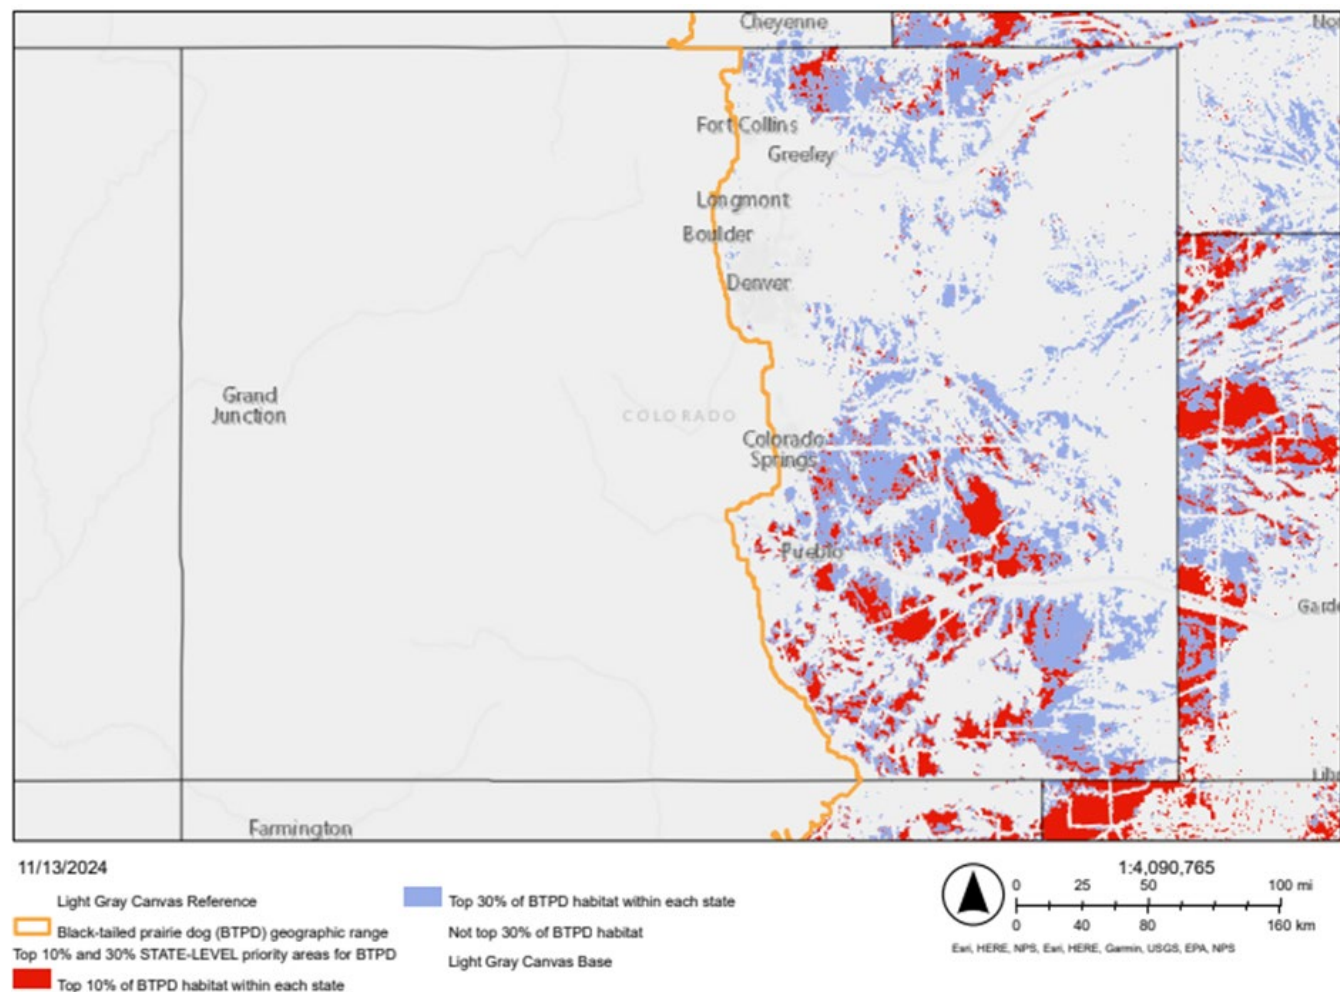 Cheyenne
Fort Collins
Greeley
Longmont
Boulder
Denver
Grand
Junction
COLORADO
Colorado
Springs
Pueblo
Garde
Farmington
11/13/2024
Light Gray Canvas Reference
Black-tailed prairie dog (BTPD) geographic range
Top 10% and 30% STATE-LEVEL priority areas for BTPD
Top 10% of BTPD habitat within each state
Top 30% of BTPD habitat within each state
Not top 30% of BTPD habitat
Light Gray Canvas Base
1:4,090,765
0 25 50 100 mi
0 40 80 160 km
Esri, HERE, NPS, Esri, HERE, Garmin, USGS, EPA, NPS